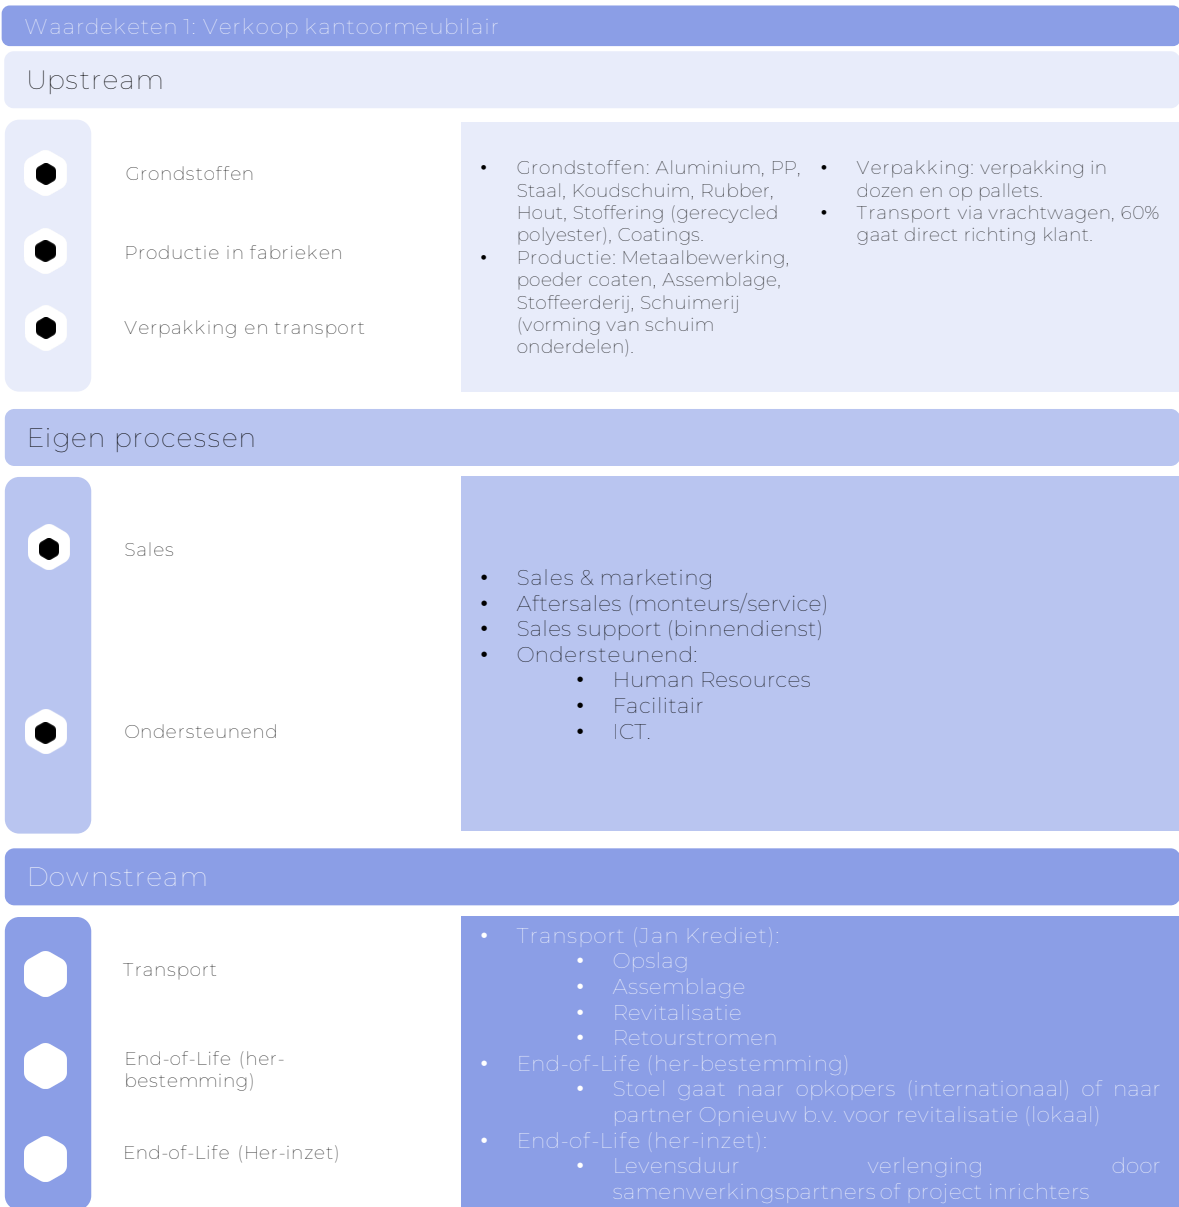 Waardeketen 1: Verkoop kantoormeubilair
Upstream
Grondstoffen
Productie in fabrieken
Verpakking en transport
• Grondstoffen: Aluminium, PP,
Staal, Koudschuim, Rubber,
Hout, Stoffering (gerecycled
polyester), Coatings.
• Productie: Metaalbewerking,
poeder coaten, Assemblage,
Stoffeerderij, Schuimerij
(vorming van schuim
onderdelen).
• Verpakking: verpakking in
dozen en op pallets.
• Transport via vrachtwagen, 60%
gaat direct richting klant.
Eigen processen
Sales
Ondersteunend
• Sales & marketing
• Aftersales (monteurs/service)
• Sales support (binnendienst)
• Ondersteunend:
• Human Resources
• Facilitair
• ICT.
Downstream
Transport
End-of-Life (her-
bestemming)
End-of-Life (Her-inzet)
• Transport (Jan Krediet):
• Opslag
• Assemblage
• Revitalisatie
• Retourstromen
• End-of-Life (her-bestemming)
• Stoel gaat naar opkopers (internationaal) of naar
partner Opnieuw b.v. voor revitalisatie (lokaal)
• End-of-Life (her-inzet):
• Levensduur verlenging door
samenwerkingspartners of project inrichters